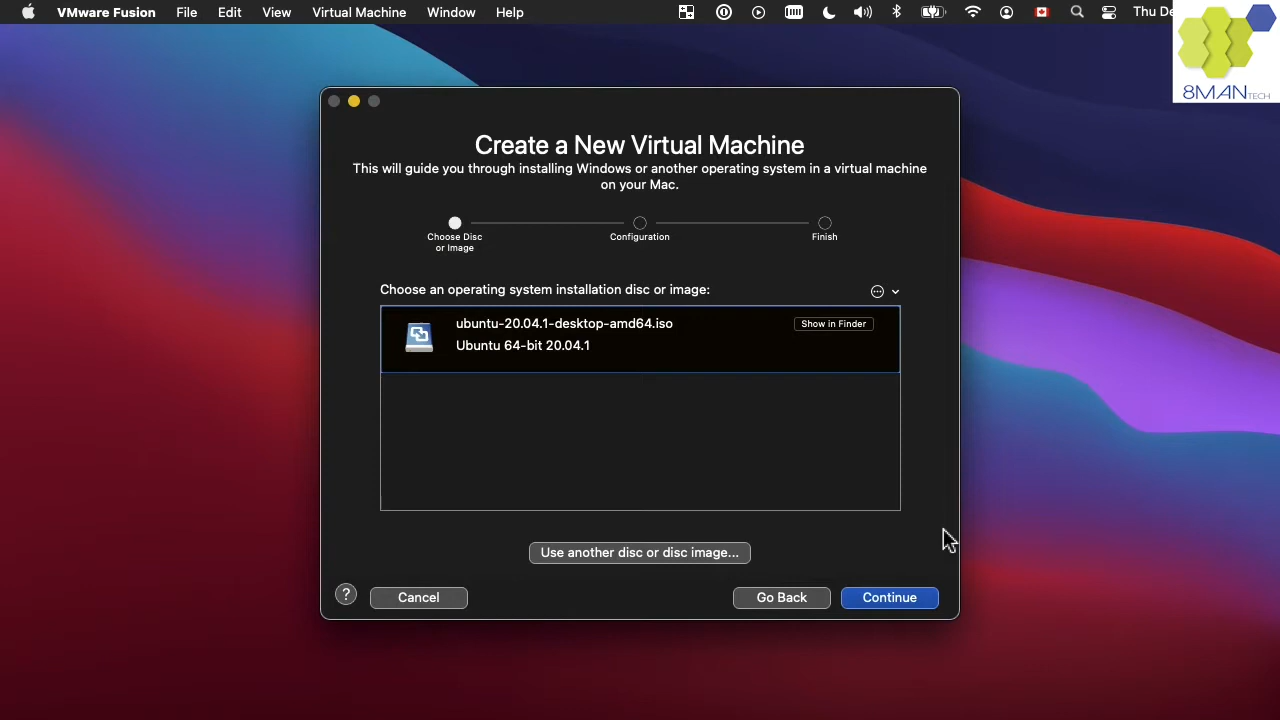 VMware Fusion File Edit View Virtual Machine Window Help Thu De
8MANTECH
Create a New Virtual Machine
This will guide you through installing Windows or another operating system in a virtual machine
on your Mac.
Choose Disc
or Image
Configuration
Finish
Choose an operating system installation disc or image:
ubuntu-20.04.1-desktop-amd64.iso
Show in Finder
Ubuntu 64-bit 20.04.1
Use another disc or disc image...
? Cancel Go Back Continue